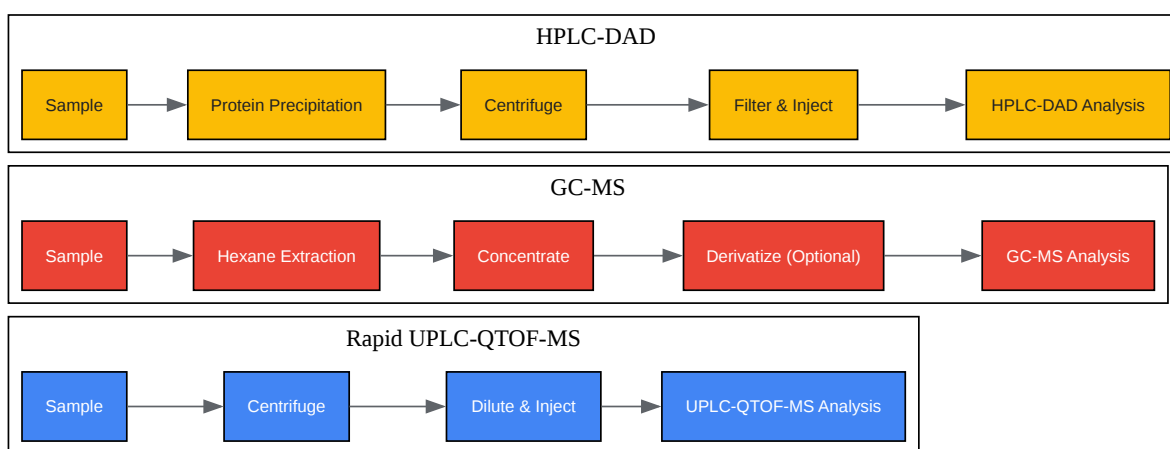 HPLC-DAD
Sample
Protein Precipitation
Centrifuge
Filter & Inject
HPLC-DAD Analysis
GC-MS
Sample
Hexane Extraction
Concentrate
Derivatize (Optional)
GC-MS Analysis
Rapid UPLC-QTOF-MS
Sample
Centrifuge
Dilute & Inject
UPLC-QTOF-MS Analysis